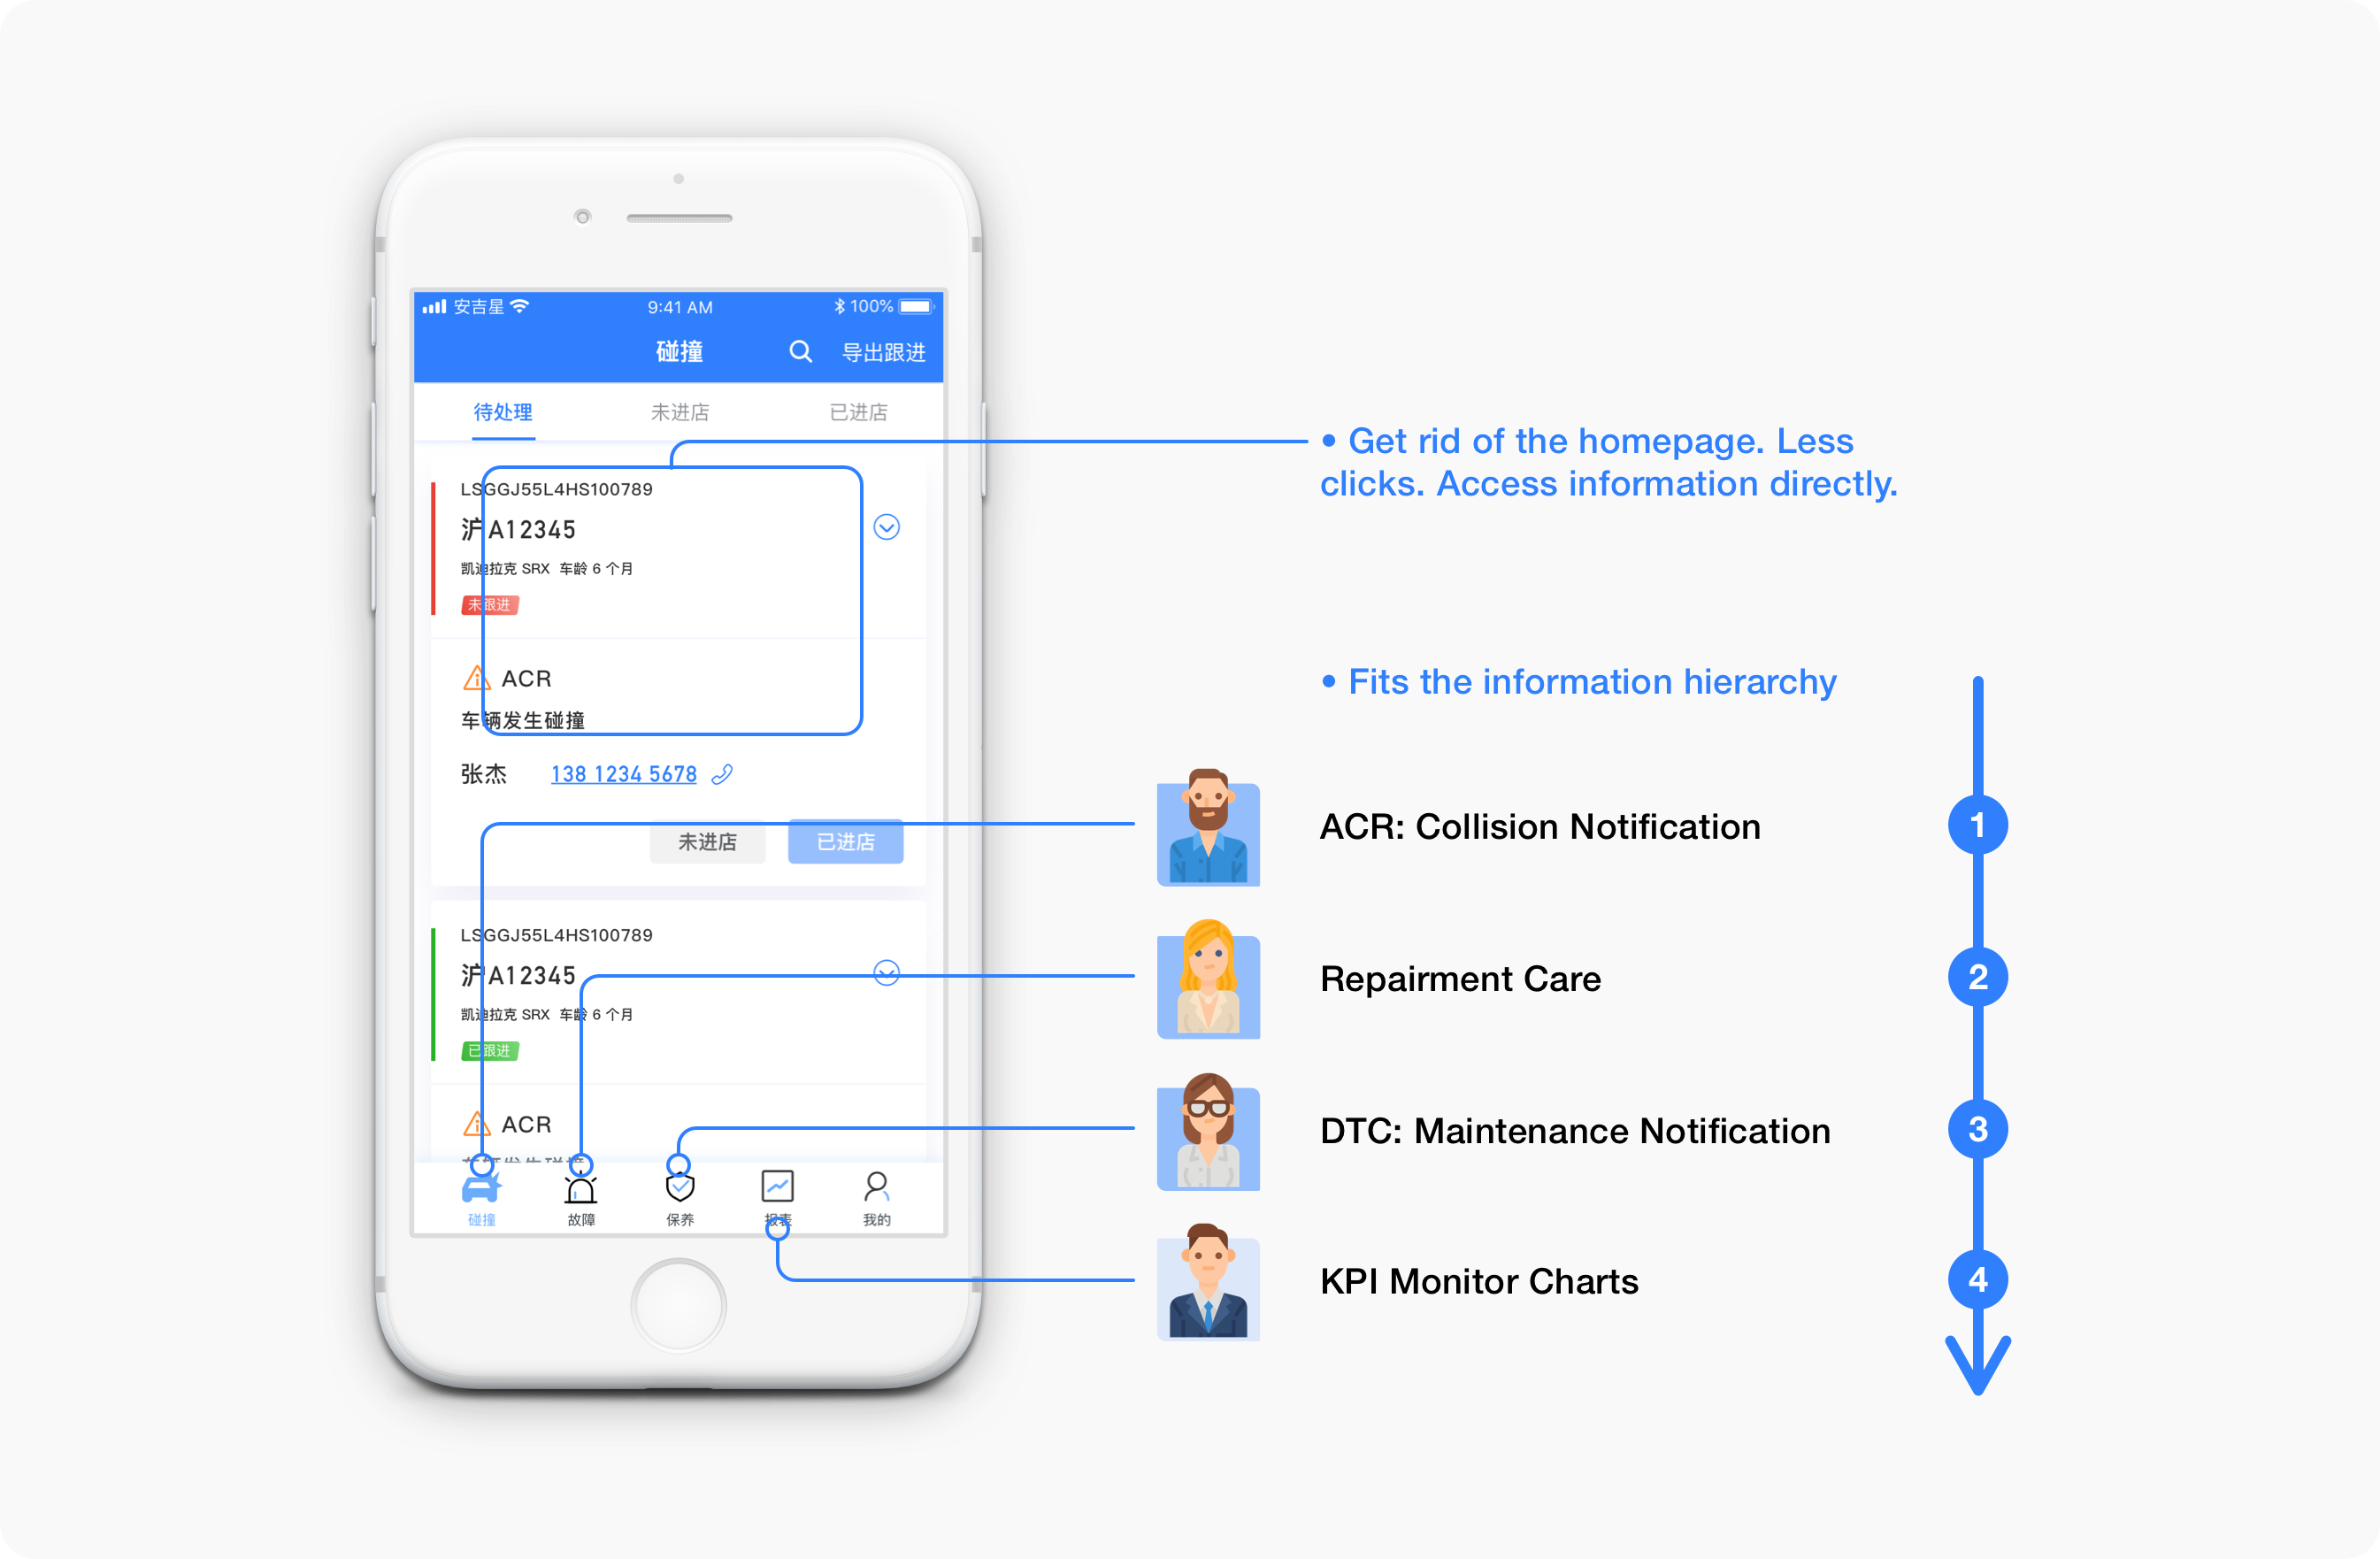 安吉星 9:41 AM 100%
碰撞 导出跟进
待处理 未进店 已进店
LSGGJ55L4HS100789
沪A12345
凯迪拉克 SRX 车龄 6 个月
未跟进
ACR
车辆发生碰撞
张杰 138 1234 5678
未进店 已进店
LSGGJ55L4HS100789
沪A12345
凯迪拉克 SRX 车龄 6 个月
已跟进
ACR
车辆发生碰撞
碰撞 故障 保养 报表 我的
• Get rid of the homepage. Less
clicks. Access information directly.
• Fits the information hierarchy
ACR: Collision Notification 1
Repairment Care 2
DTC: Maintenance Notification 3
KPI Monitor Charts 4